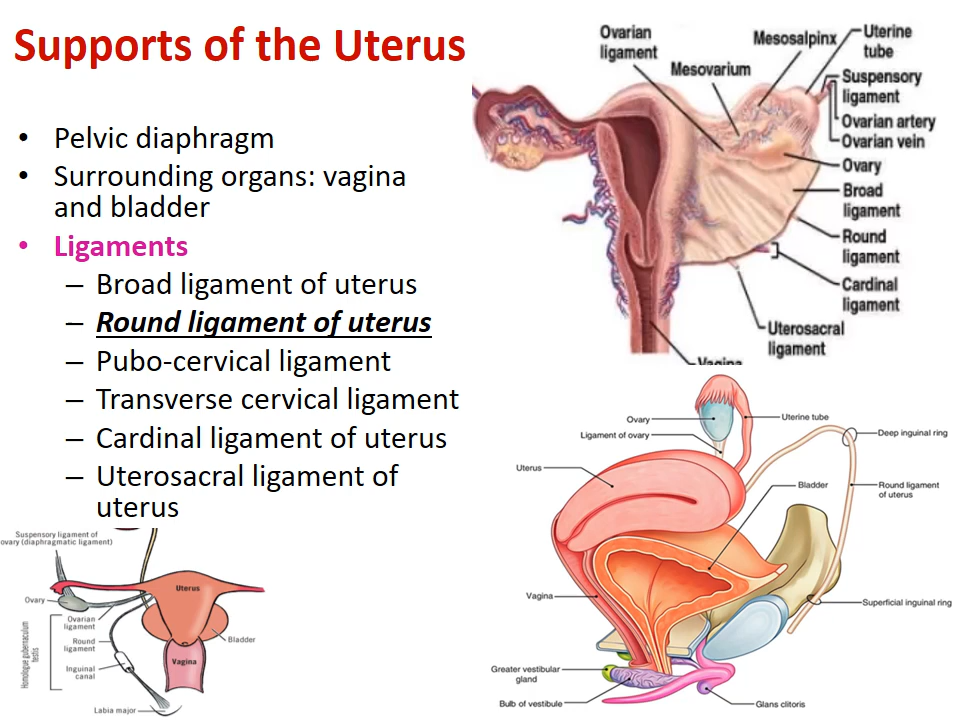 Supports of the Uterus
• Pelvic diaphragm
• Surrounding organs: vagina
and bladder
• Ligaments
– Broad ligament of uterus
– Round ligament of uterus
– Pubo-cervical ligament
– Transverse cervical ligament
– Cardinal ligament of uterus
– Uterosacral ligament of
uterus
Ovarian
ligament
Mesovarium
Mesosalpinx
Uterine
tube
Suspensory
ligament
Ovarian artery
Ovarian vein
Ovary
Broad
ligament
Round
ligament
Cardinal
ligament
Uterosacral
ligament
Vagina
Ovary
Ligament of ovary
Uterine tube
Deep inguinal ring
Uterus
Bladder
Round ligament
of uterus
Vagina
Superficial inguinal ring
Greater vestibular
gland
Bulb of vestibule
Glans clitoris
Suspensory ligament of
ovary (diaphragmatic ligament)
Uterus
Ovary
Ovarian
ligament
Round
ligament
Bladder
Vagina
Inguinal
canal
Homologue gubernaculum
testis
Labia major